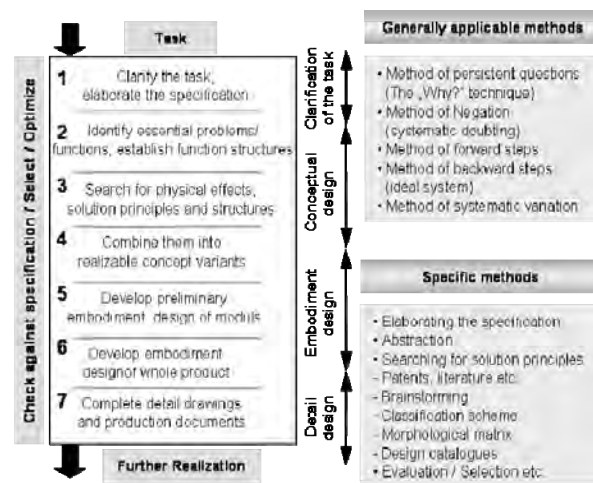 Task
Check against specification / Select / Optimize
1
Clarify the task,
elaborate the specification
2
Identify essential problems/
functions, establish function structures
3
Search for physical effects,
solution principles and structures
4
Combine them into
realizable concept variants
5
Develop preliminary
embodiment design of moduls
6
Develop embodiment
designof whole product
7
Complete detail drawings
and production documents
Further Realization
Clarification
of the task
Conceptual
design
Embodiment
design
Detail
design
Generally applicable methods
• Method of persistent questions
(The „Why?" technique)
• Method of Negation
(systematic doubting)
• Method of forward steps
• Method of backward steps
(ideal system)
• Method of systematic variation
Specific methods
• Elaborating the specification
• Abstraction
• Searching for solution principles
- Patents, literature etc.
- Brainstorming
- Classification scheme
- Morphological matrix
- Design catalogues
• Evaluation / Selection etc.